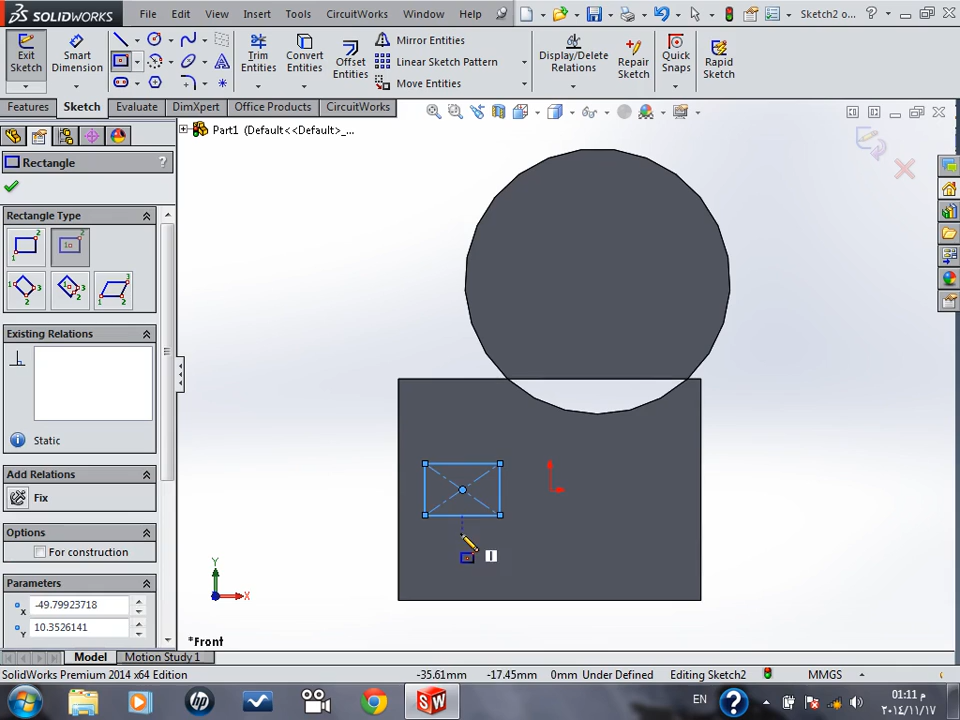 SOLIDWORKS File Edit View Insert Tools CircuitWorks Window Help Sketch2 o... ?
Exit Sketch
Smart Dimension
Trim Entities
Convert Entities
Offset Entities
Mirror Entities
Linear Sketch Pattern
Move Entities
Display/Delete Relations
Repair Sketch
Quick Snaps
Rapid Sketch
Features Sketch Evaluate DimXpert Office Products CircuitWorks
Part1 (Default<<Default>_...
Rectangle ?
Rectangle Type
Existing Relations
Static
Add Relations
Fix
Options
For construction
Parameters
-49.79923718
10.3526141
Y
X
*Front
Model Motion Study 1
SolidWorks Premium 2014 x64 Edition -35.61mm -17.45mm 0mm Under Defined Editing Sketch2 MMGS
EN 01:11 م
٢٠١٤/١١/١٧